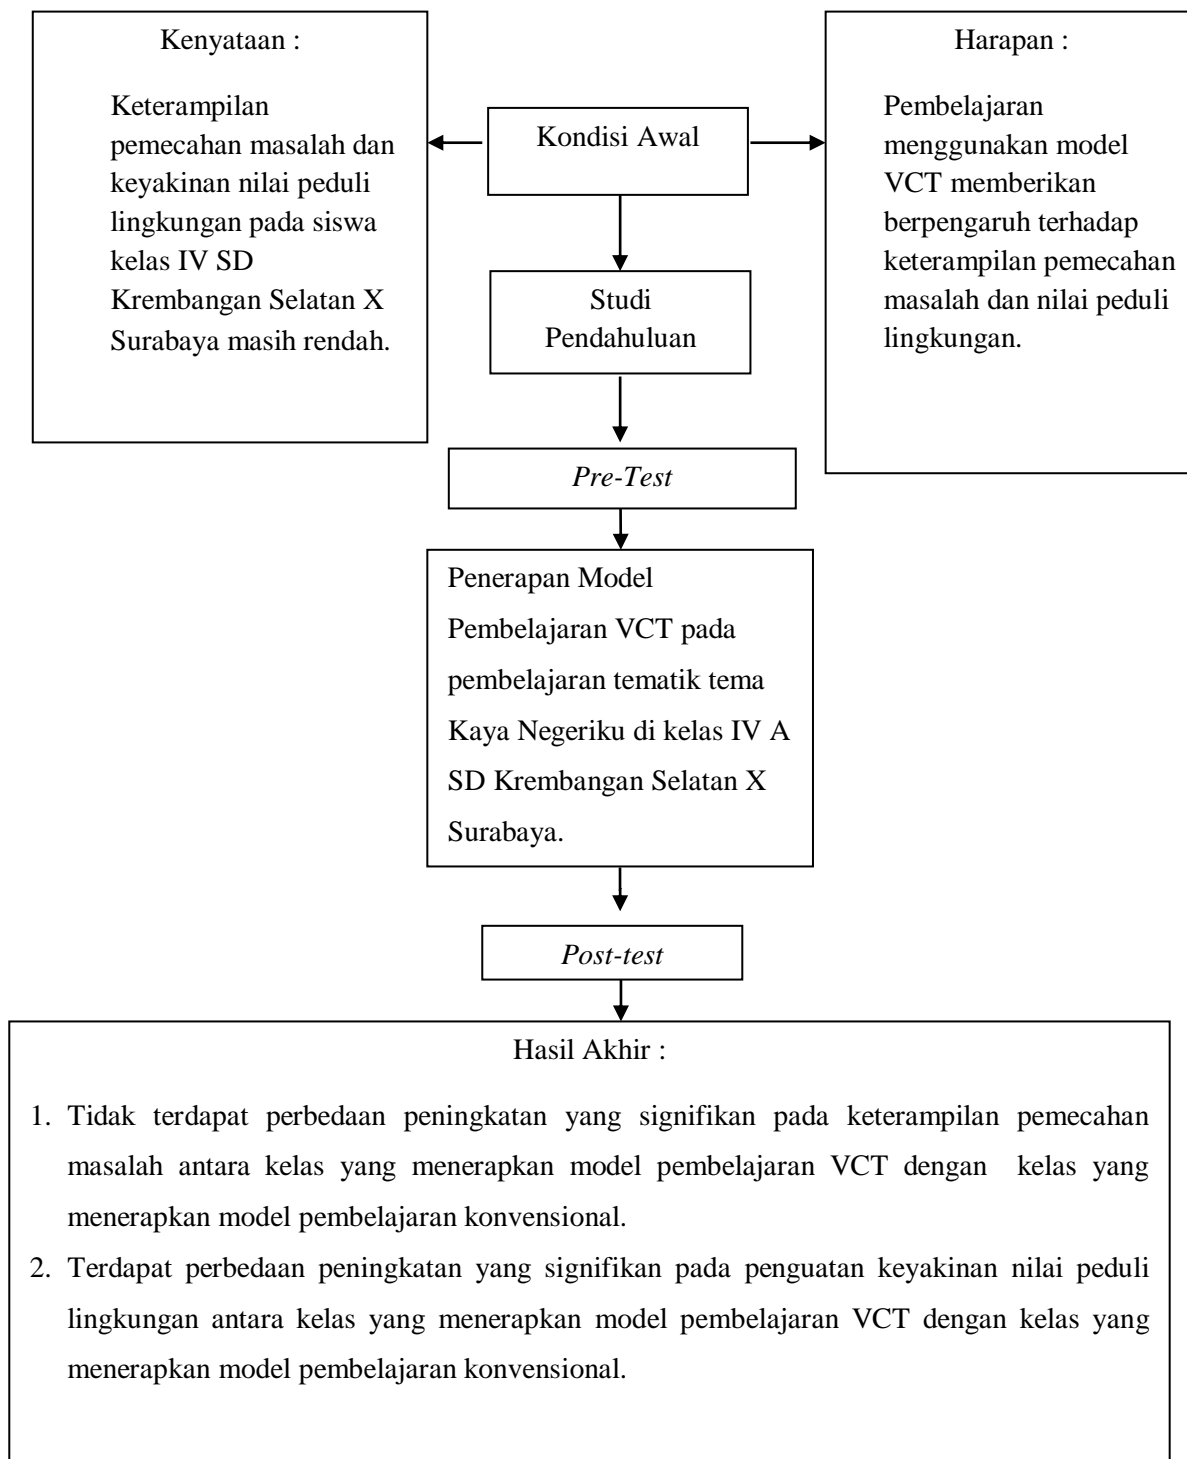 Kenyataan :
Keterampilan
pemecahan masalah dan
keyakinan nilai peduli
lingkungan pada siswa
kelas IV SD
Krembangan Selatan X
Surabaya masih rendah.
Kondisi Awal
Harapan :
Pembelajaran
menggunakan model
VCT memberikan
berpengaruh terhadap
keterampilan pemecahan
masalah dan nilai peduli
lingkungan.
Studi
Pendahuluan
Pre-Test
Penerapan Model
Pembelajaran VCT pada
pembelajaran tematik tema
Kaya Negeriku di kelas IV A
SD Krembangan Selatan X
Surabaya.
Post-test
Hasil Akhir :
1. Tidak terdapat perbedaan peningkatan yang signifikan pada keterampilan pemecahan
masalah antara kelas yang menerapkan model pembelajaran VCT dengan kelas yang
menerapkan model pembelajaran konvensional.
2. Terdapat perbedaan peningkatan yang signifikan pada penguatan keyakinan nilai peduli
lingkungan antara kelas yang menerapkan model pembelajaran VCT dengan kelas yang
menerapkan model pembelajaran konvensional.